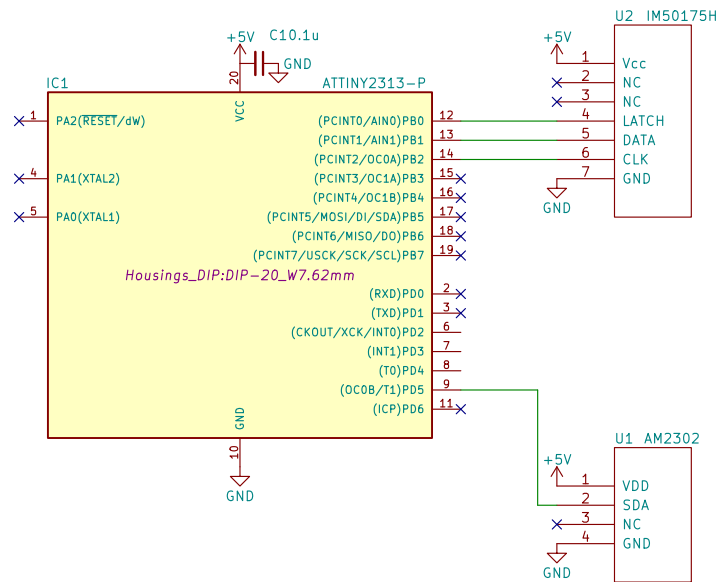 U2 IM50175H
+5V
C10.1u
GND
IC1
ATTINY2313-P
20
VCC
1 PA2(RESET/dW)
4 PA1(XTAL2)
5 PA0(XTAL1)
(PCINT0/AIN0)PB0 12
(PCINT1/AIN1)PB1 13
(PCINT2/OC0A)PB2 14
(PCINT3/OC1A)PB3 15
(PCINT4/OC1B)PB4 16
(PCINT5/MOSI/DI/SDA)PB5 17
(PCINT6/MISO/DO)PB6 18
(PCINT7/USCK/SCK/SCL)PB7 19
Housings_DIP:DIP-20_W7.62mm
(RXD)PD0 2
(TXD)PD1 3
(CKOUT/XCK/INT0)PD2 6
(INT1)PD3 7
(T0)PD4 8
(OC0B/T1)PD5 9
(ICP)PD6 11
GND
10
GND
+5V
1 Vcc
2 NC
3 NC
4 LATCH
5 DATA
6 CLK
7 GND
GND
U1 AM2302
+5V
1 VDD
2 SDA
3 NC
4 GND
GND